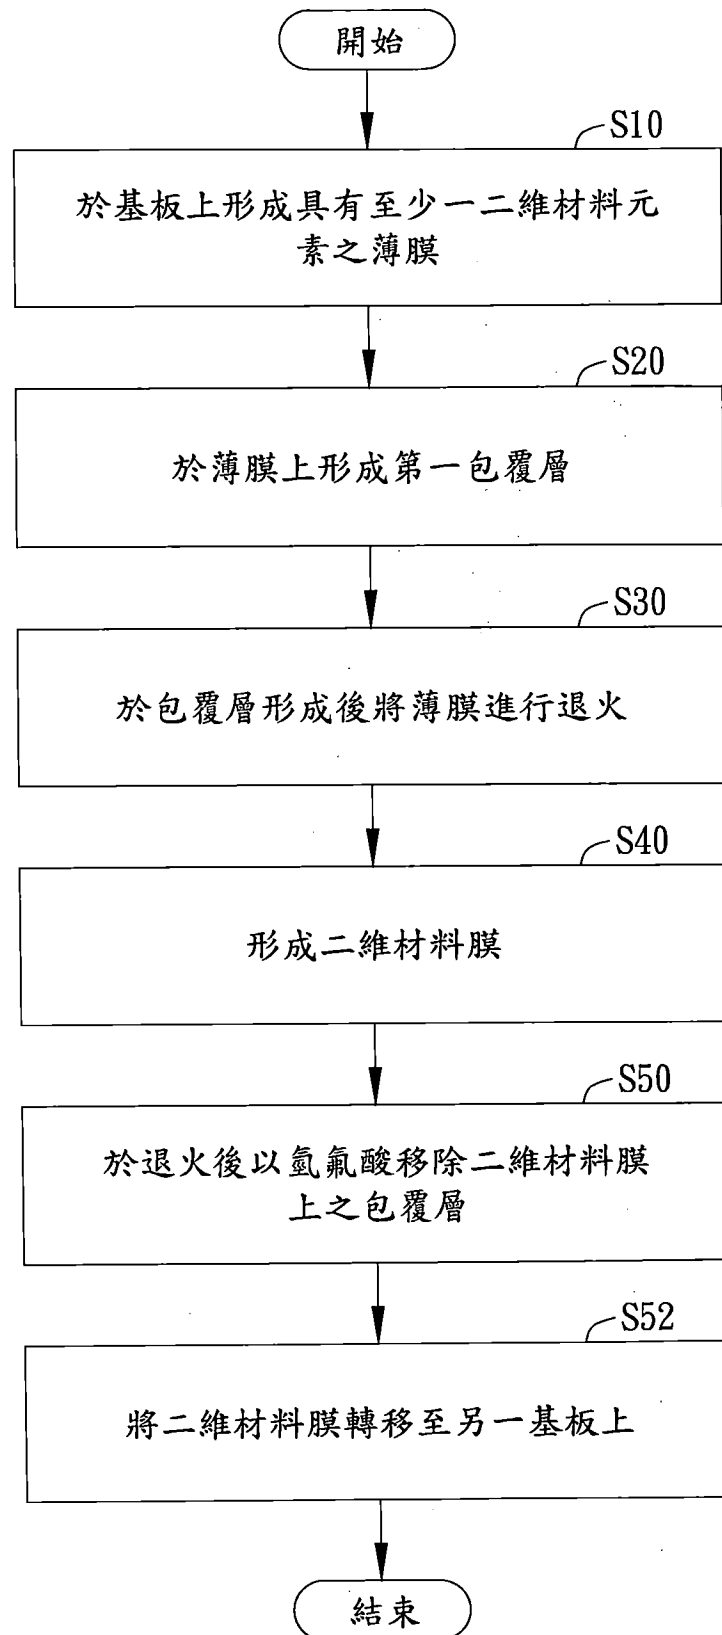 開始
S10
於基板上形成具有至少一二維材料元
素之薄膜
S20
於薄膜上形成第一包覆層
S30
於包覆層形成後將薄膜進行退火
S40
形成二維材料膜
S50
於退火後以氫氟酸移除二維材料膜
上之包覆層
S52
將二維材料膜轉移至另一基板上
結束